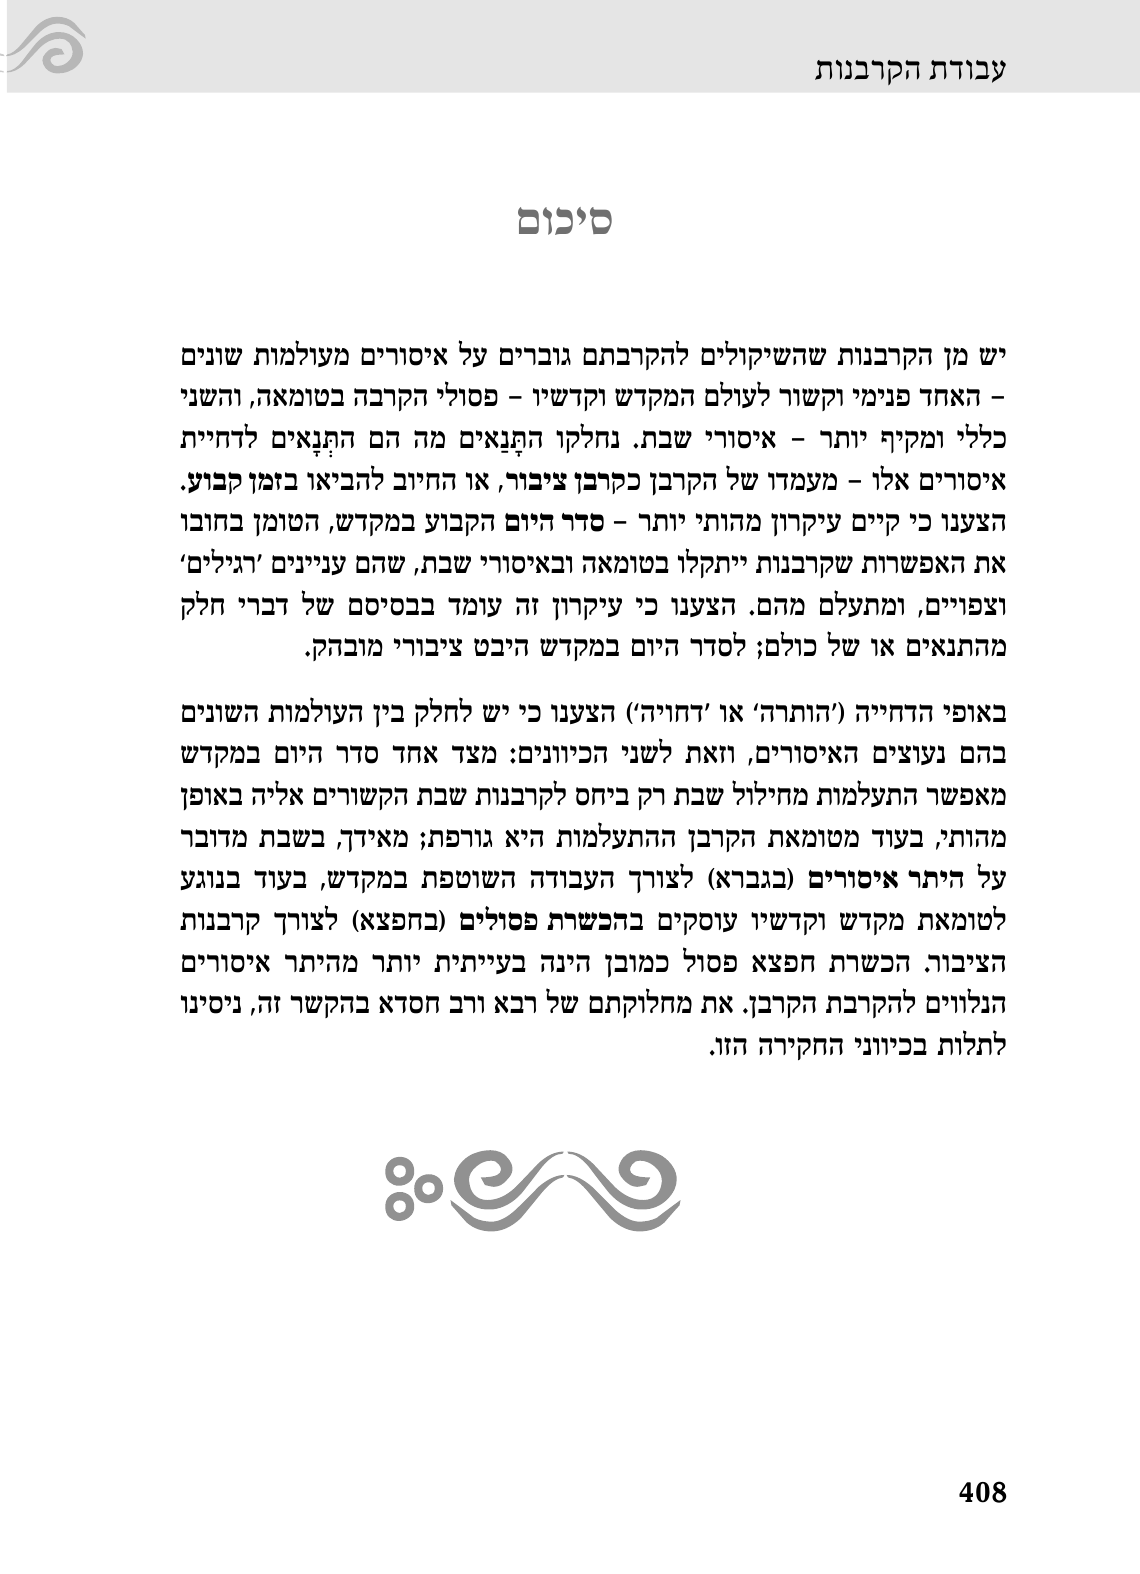 עבודת הקרבנות
סיכום
יש מן הקרבנות שהשיקולים להקרבתם גוברים על איסורים מעולמות שונים
– האחד פנימי וקשור לעולם המקדש וקדשיו – פסולי הקרבה בטומאה, והשני
כללי ומקיף יותר – איסורי שבת. נחלקו התָּנַאים מה הם התְּנָאים לדחיית
איסורים אלו – מעמדו של הקרבן כקרבן ציבור, או החיוב להביאו בזמן קבוע.
הצענו כי קיים עיקרון מהותי יותר – סדר היום הקבוע במקדש, הטומן בחובו
את האפשרות שקרבנות ייתקלו בטומאה ובאיסורי שבת, שהם עניינים ’רגילים‘
וצפויים, ומתעלם מהם. הצענו כי עיקרון זה עומד בבסיסם של דברי חלק
מהתנאים או של כולם; לסדר היום במקדש היבט ציבורי מובהק.
באופי הדחייה (’הותרה‘ או ’דחויה‘) הצענו כי יש לחלק בין העולמות השונים
בהם נעוצים האיסורים, וזאת לשני הכיוונים: מצד אחד סדר היום במקדש
מאפשר התעלמות מחילול שבת רק ביחס לקרבנות שבת הקשורים אליה באופן
מהותי, בעוד מטומאת הקרבן ההתעלמות היא גורפת; מאידך, בשבת מדובר
על היתר איסורים (בגברא) לצורך העבודה השוטפת במקדש, בעוד בנוגע
לטומאת מקדש וקדשיו עוסקים בהכשרת פסולים (בחפצא) לצורך קרבנות
הציבור. הכשרת חפצא פסול כמובן הינה בעייתית יותר מהיתר איסורים
הנלווים להקרבת הקרבן. את מחלוקתם של רבא ורב חסדא בהקשר זה, ניסינו
לתלות בכיווני החקירה הזו.
408